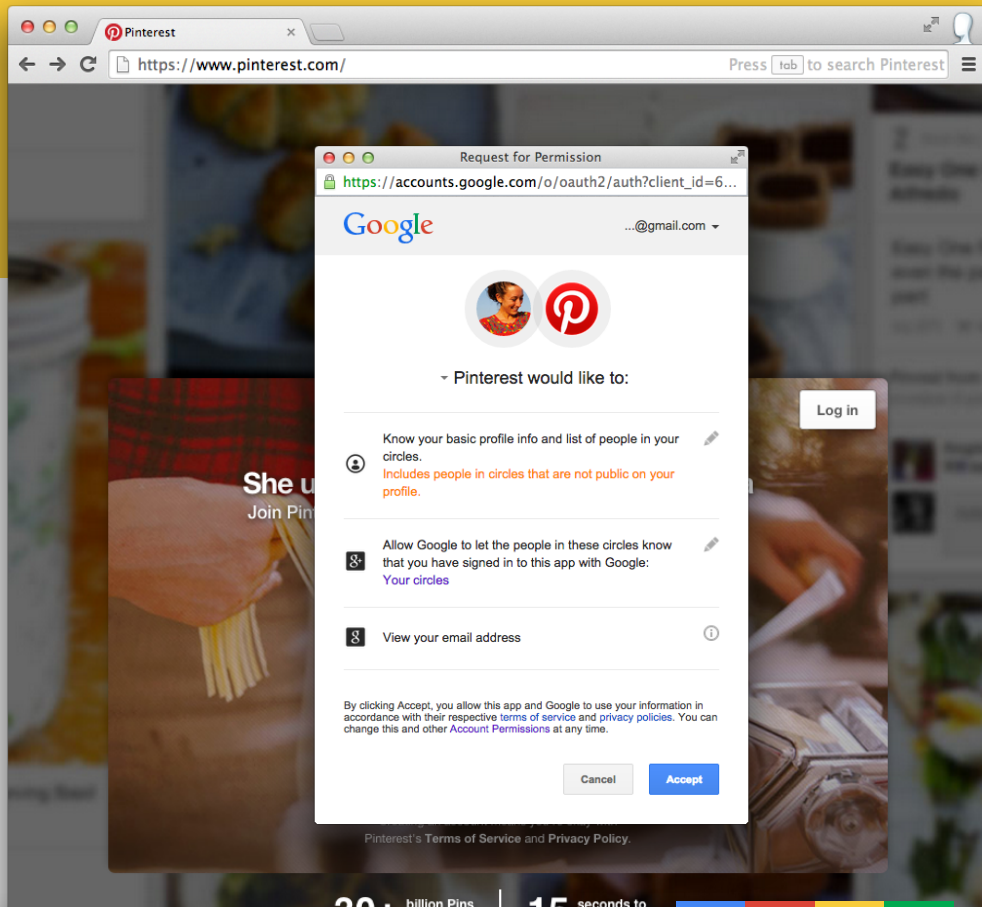 Pinterest
https://www.pinterest.com/
Press tab to search Pinterest
Request for Permission
https://accounts.google.com/o/oauth2/auth?client_id=6...
Google
...@gmail.com
Pinterest would like to:
Know your basic profile info and list of people in your
circles.
Includes people in circles that are not public on your
profile.
Allow Google to let the people in these circles know
that you have signed in to this app with Google:
Your circles
View your email address
By clicking Accept, you allow this app and Google to use your information in
accordance with their respective terms of service and privacy policies. You can
change this and other Account Permissions at any time.
Cancel
Accept
Log in
She
Join
Easy One
Alfredo
Pinterest's Terms of Service and Privacy Policy.
billion Pins
15 seconds to